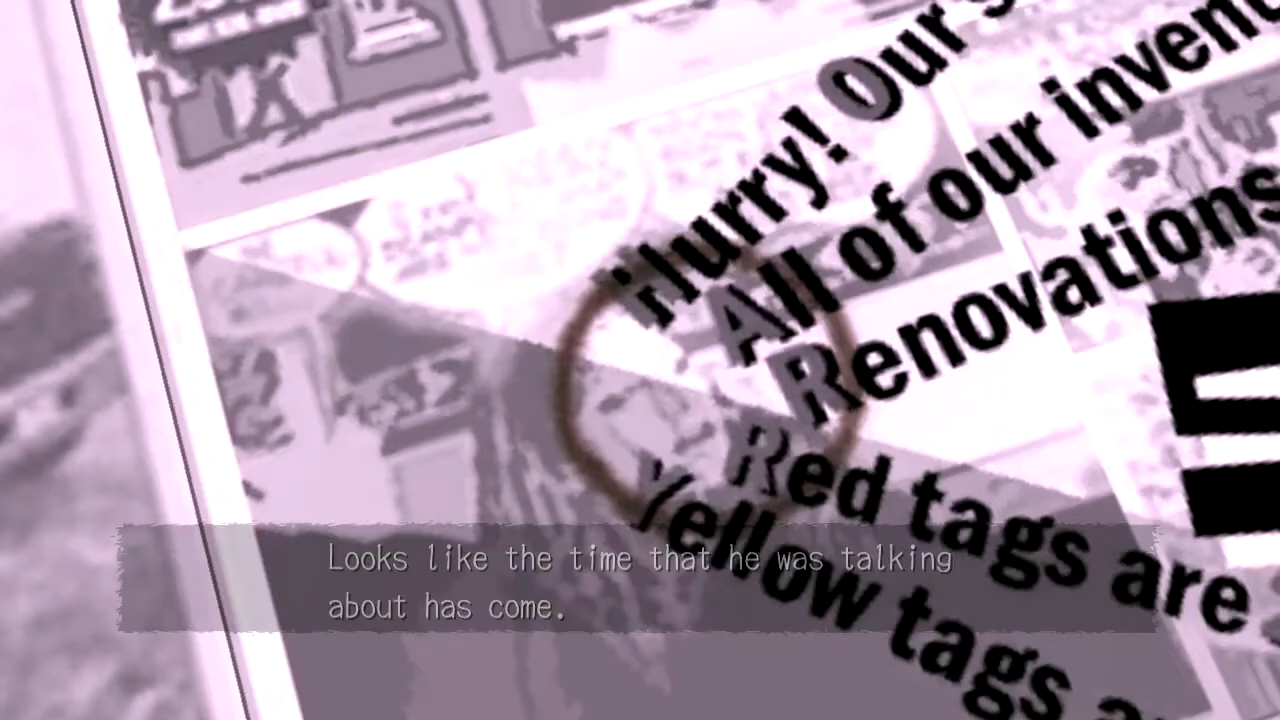 Hurry! Our
All of our inven
Renovations
Red tags are
Yellow tags
Looks like the time that he was talking
about has come.